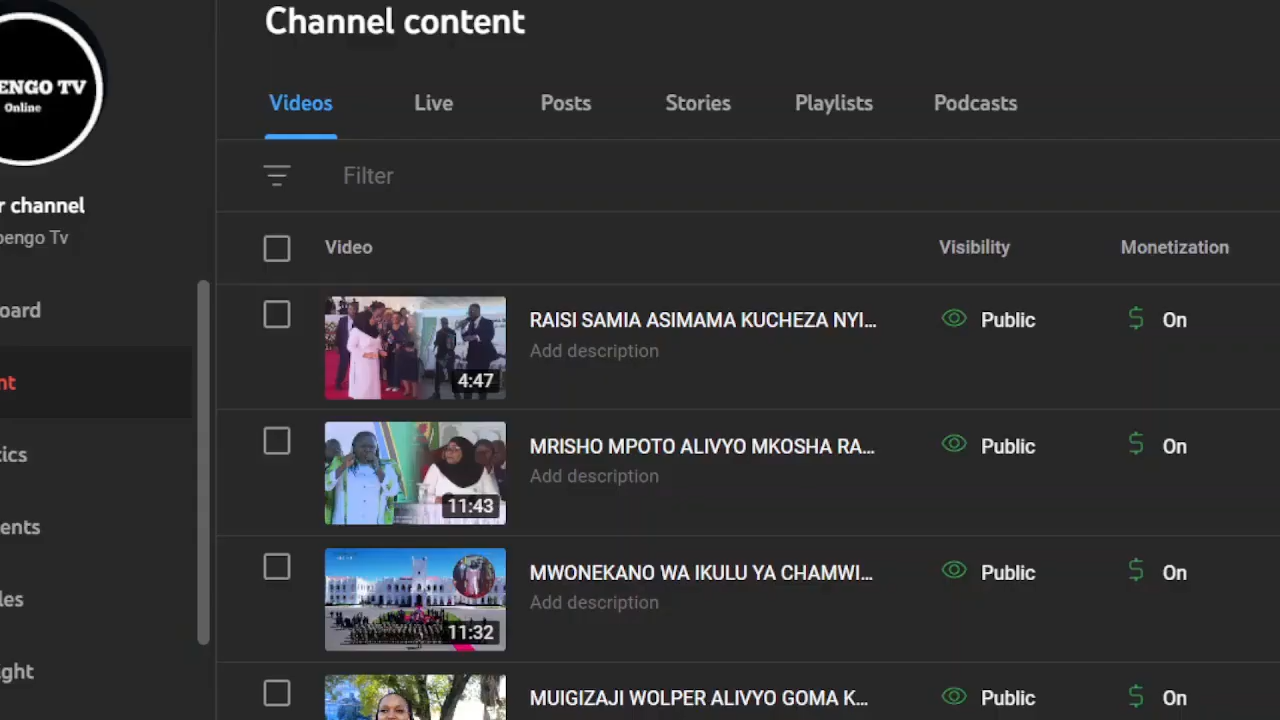 Channel content
ENGO TV
Online
Videos Live Posts Stories Playlists Podcasts
r channel
Filter
engo Tv
Video Visibility Monetization
oard
RAISI SAMIA ASIMAMA KUCHEZA NYI... Public On
Add description
4:47
nt
MRISHO MPOTO ALIVYO MKOSHA RA... Public On
tics
Add description
11:43
ents
MWONEKANO WA IKULU YA CHAMWI... Public On
les
Add description
11:32
ght
MUIGIZAJI WOLPER ALIVYO GOMA K... Public On